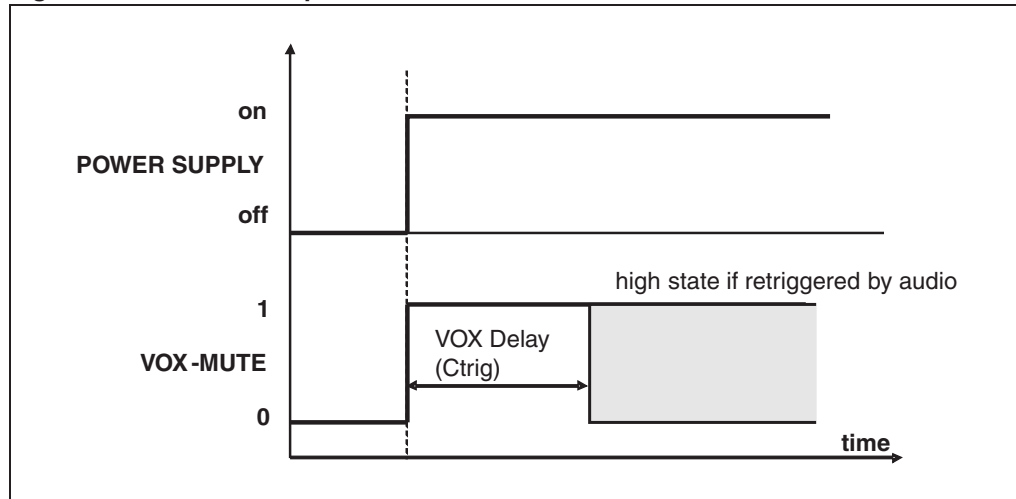 on
POWER SUPPLY
off
high state if retriggered by audio
1
VOX Delay
(Ctrig)
VOX-MUTE
0
time